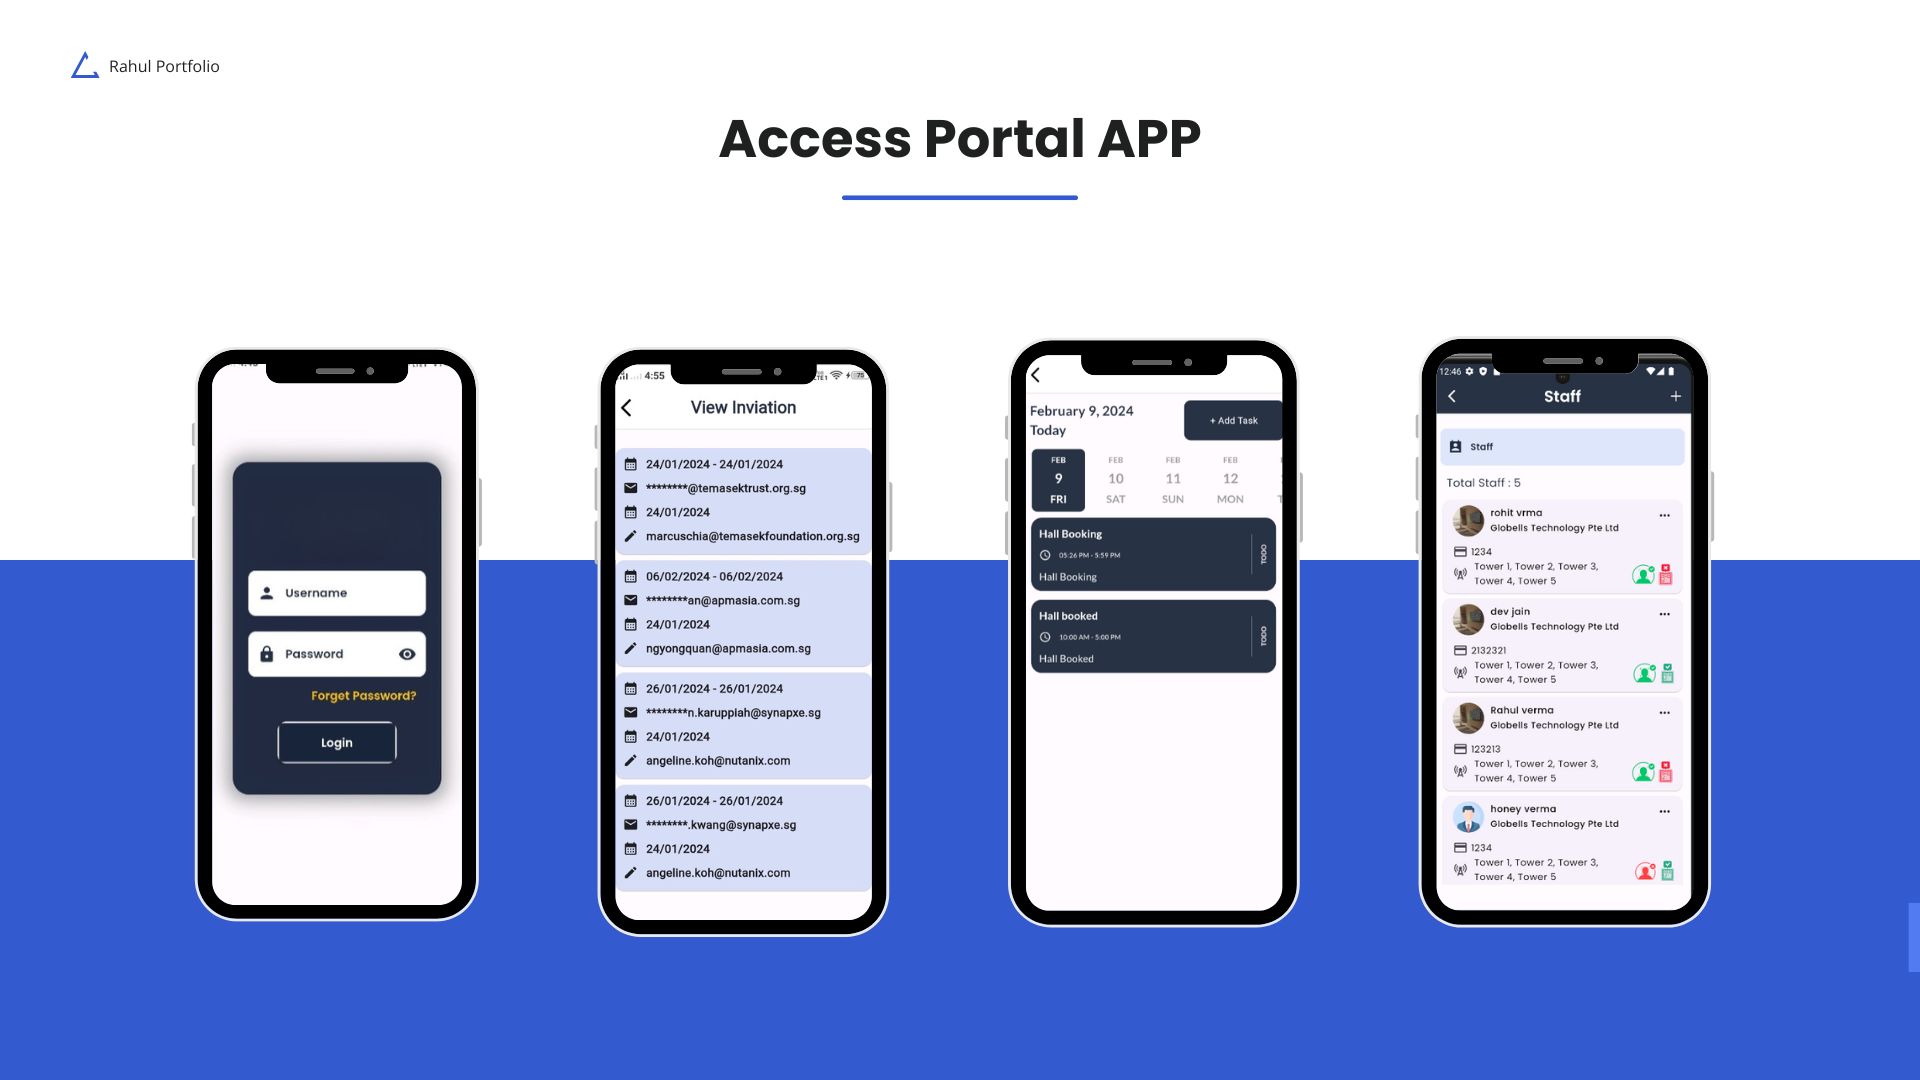 Rahul Portfolio
Access Portal APP
Username
Password
Forget Password?
Login
4:55
View Inviation
24/01/2024 - 24/01/2024
********@temasektrust.org.sg
24/01/2024
marcuschia@temasekfoundation.org.sg
06/02/2024 - 06/02/2024
********an@apmasia.com.sg
24/01/2024
ngyongquan@apmasia.com.sg
26/01/2024 - 26/01/2024
********n.karuppiah@synapxe.sg
24/01/2024
angeline.koh@nutanix.com
26/01/2024 - 26/01/2024
********.kwang@synapxe.sg
24/01/2024
angeline.koh@nutanix.com
February 9, 2024
Today
+ Add Task
FEB FEB FEB FEB
9 10 11 12
FRI SAT SUN MON
Hall Booking
05:26 PM - 5:59 PM
Hall Booking
TODO
Hall booked
10:00 AM - 5:00 PM
Hall Booked
TODO
12:46
Staff
+
Staff
Total Staff : 5
rohit vrma
Globells Technology Pte Ltd
1234
Tower 1, Tower 2, Tower 3,
Tower 4, Tower 5
dev jain
Globells Technology Pte Ltd
2132321
Tower 1, Tower 2, Tower 3,
Tower 4, Tower 5
Rahul verma
Globells Technology Pte Ltd
123213
Tower 1, Tower 2, Tower 3,
Tower 4, Tower 5
honey verma
Globells Technology Pte Ltd
1234
Tower 1, Tower 2, Tower 3,
Tower 4, Tower 5